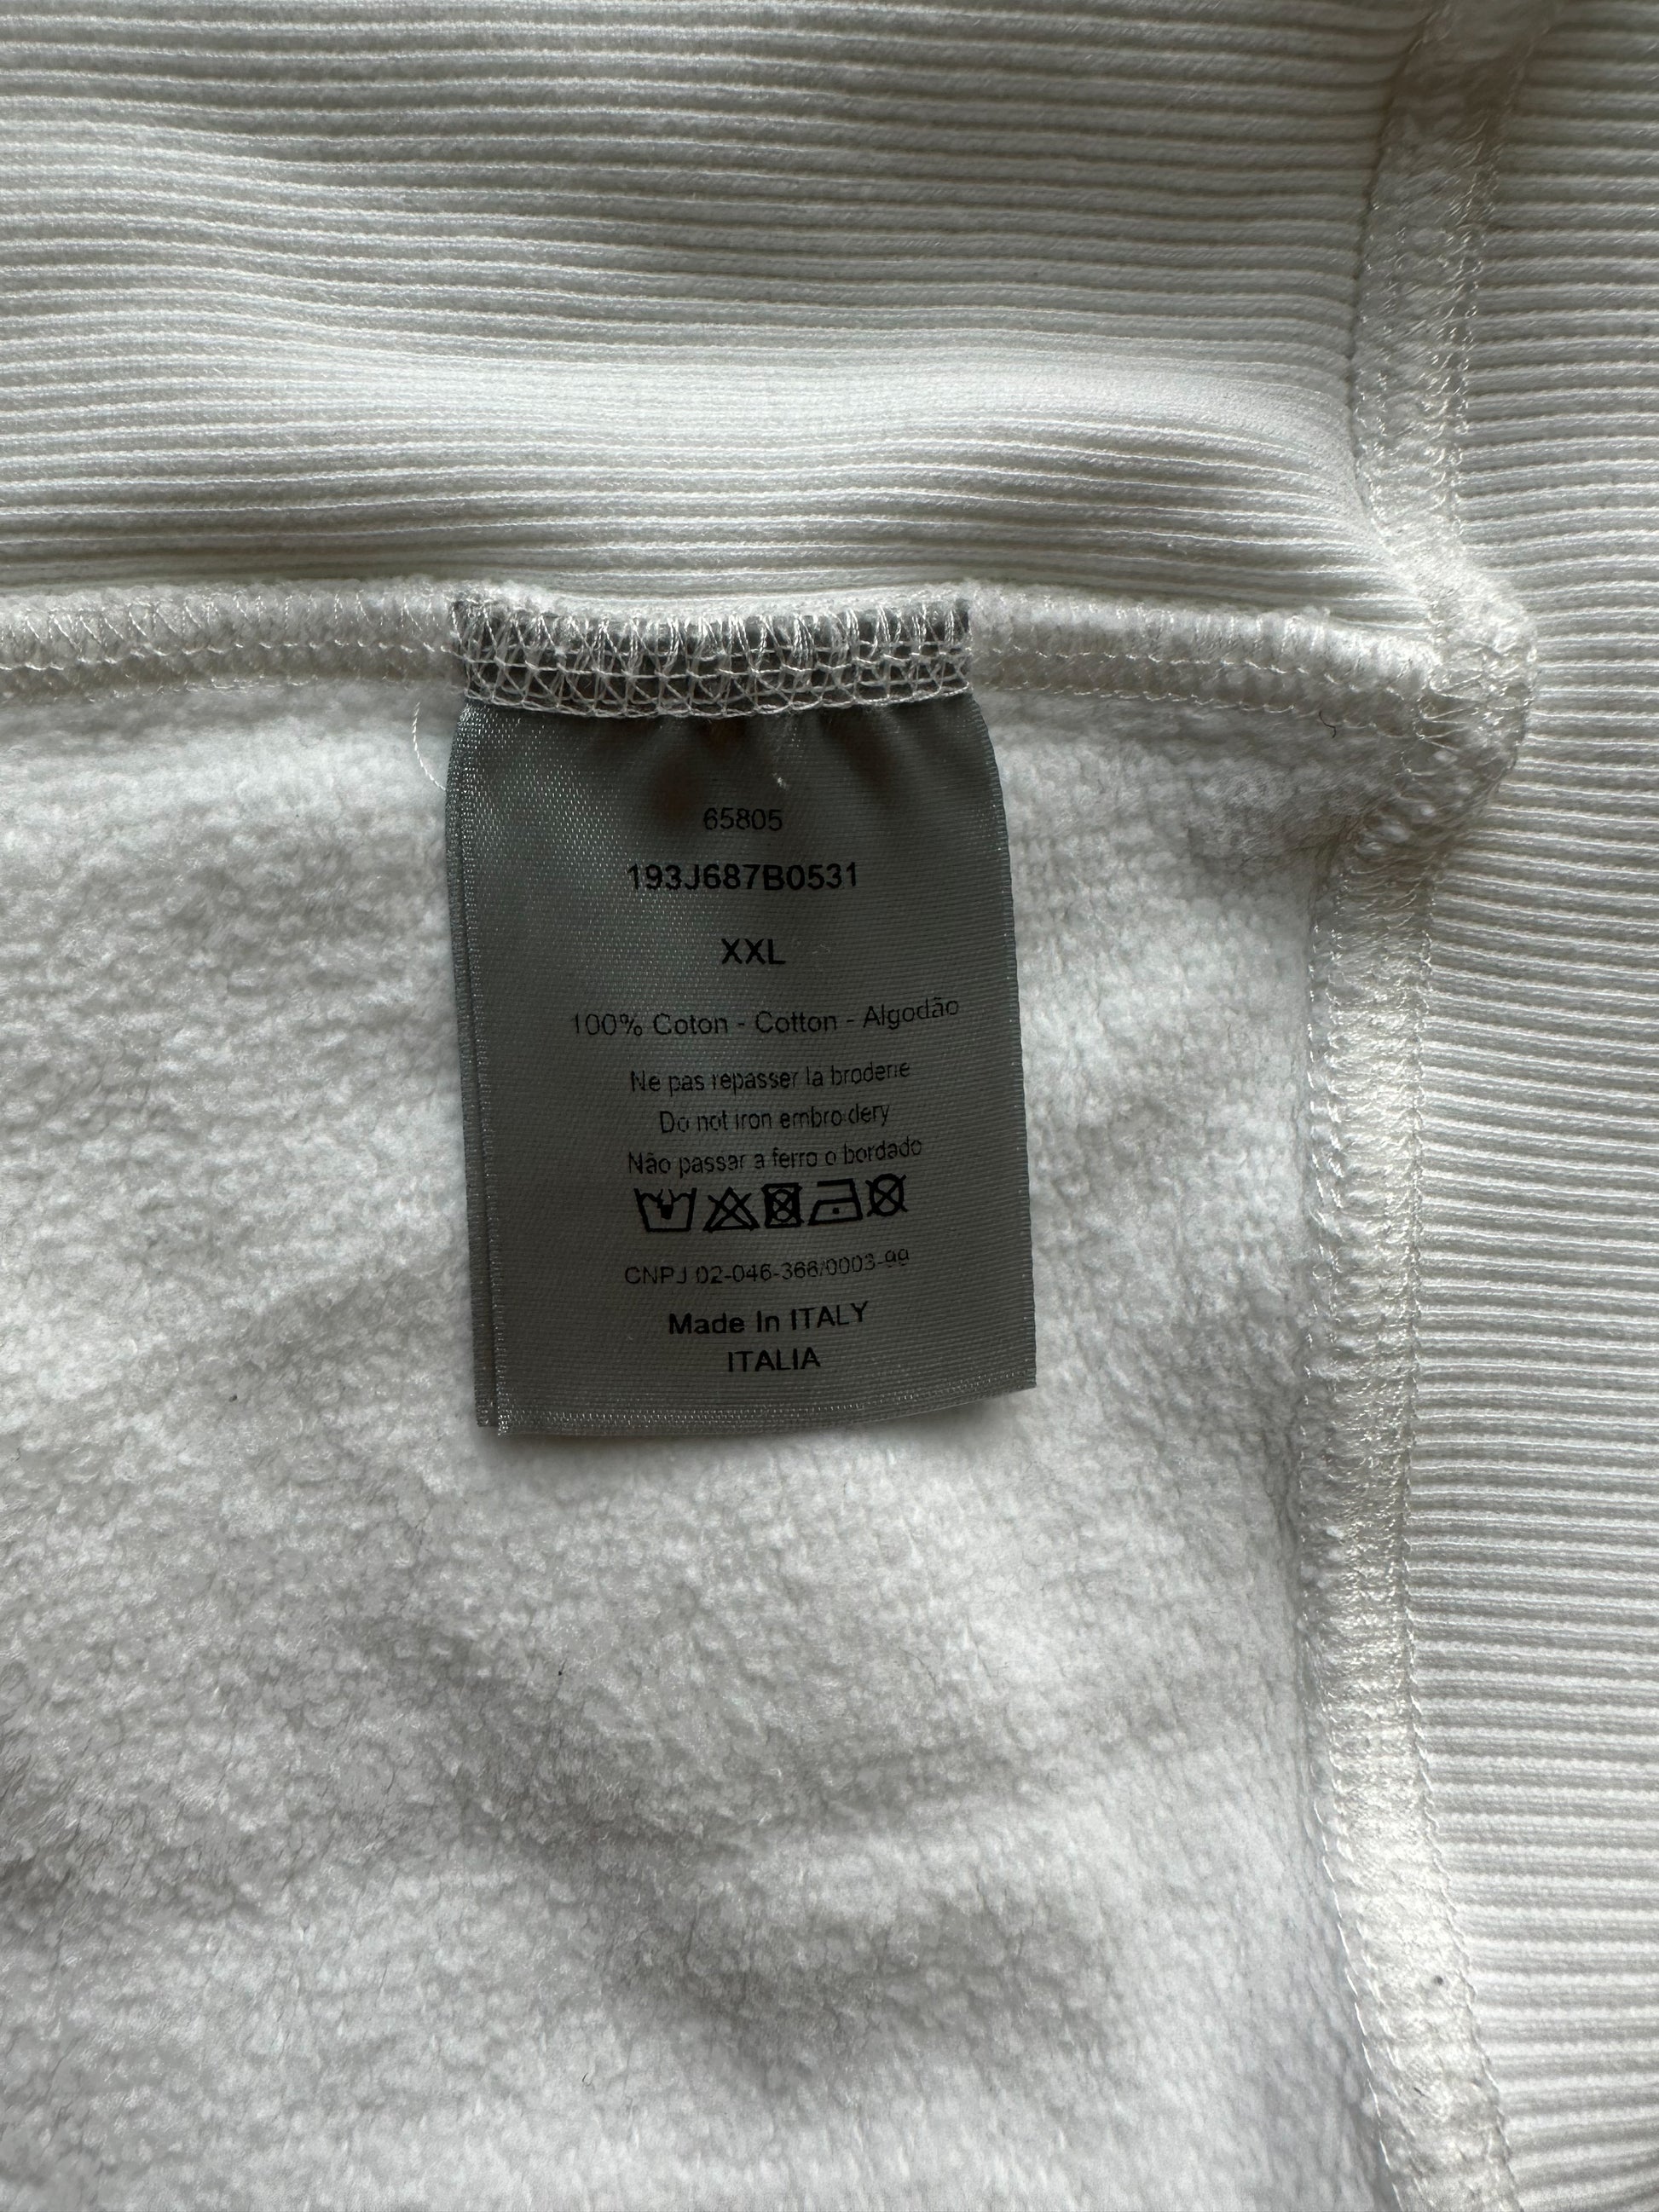 65805
193J687B0531
XXL
100% Coton - Cotton - Algodão
Ne pas repasser la broderie
Do not iron embroidery
Não passar a ferro o bordado
CNPJ 02-046-366/0003-99
Made In ITALY
ITALIA